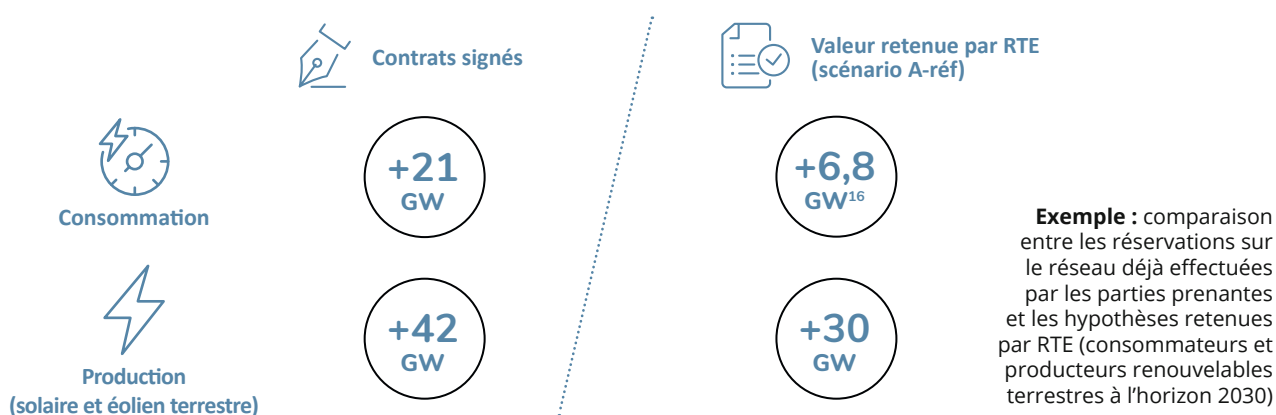 Contrats signés
Valeur retenue par RTE
(scénario A-réf)
Consommation
+21
GW
+6,8
GW¹⁶
Production
(solaire et éolien terrestre)
+42
GW
+30
GW
Exemple : comparaison
entre les réservations sur
le réseau déjà effectuées
par les parties prenantes
et les hypothèses retenues
par RTE (consommateurs et
producteurs renouvelables
terrestres à l’horizon 2030)